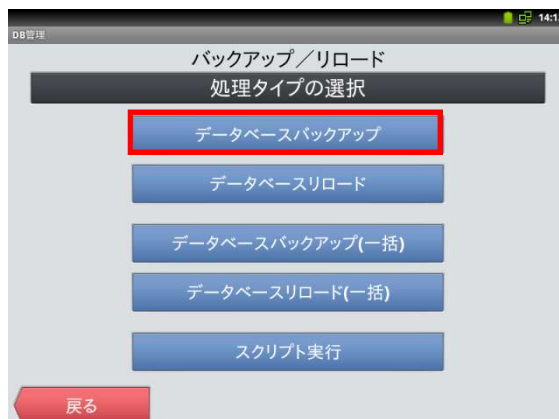 14:1
DB管理
バックアップ／リロード
処理タイプの選択
データベースバックアップ
データベースリロード
データベースバックアップ(一括)
データベースリロード(一括)
スクリプト実行
戻る